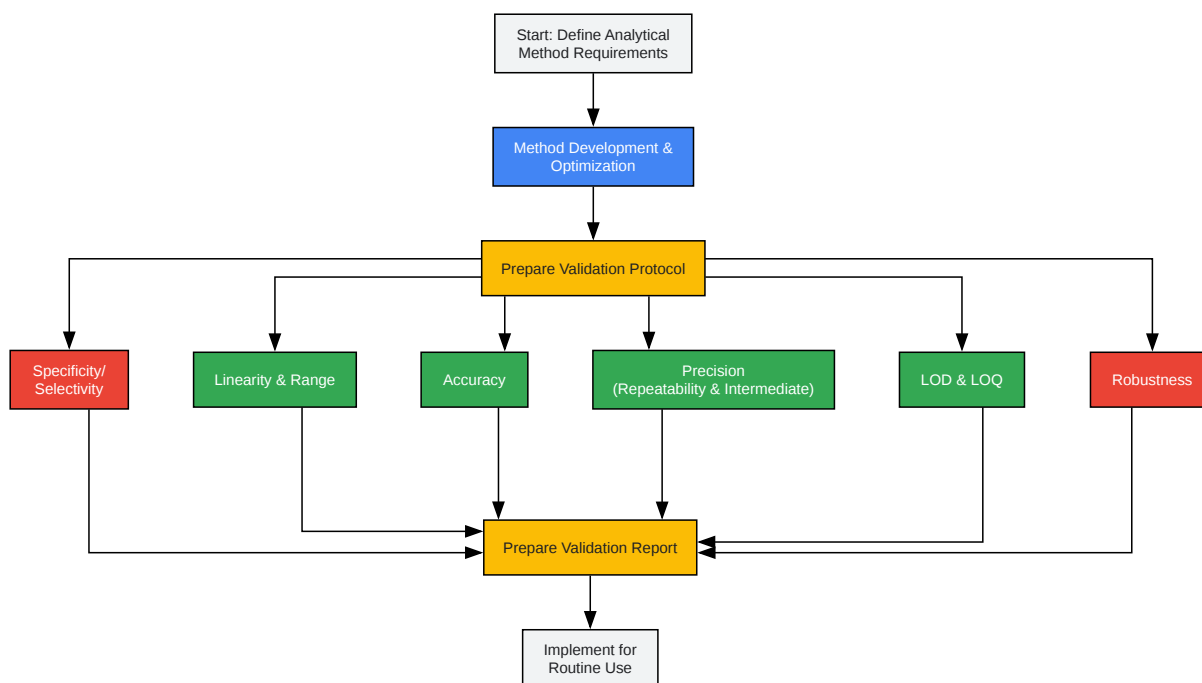 Start: Define Analytical
Method Requirements
Method Development &
Optimization
Prepare Validation Protocol
Specificity/
Selectivity
Linearity & Range
Accuracy
Precision
(Repeatability & Intermediate)
LOD & LOQ
Robustness
Prepare Validation Report
Implement for
Routine Use